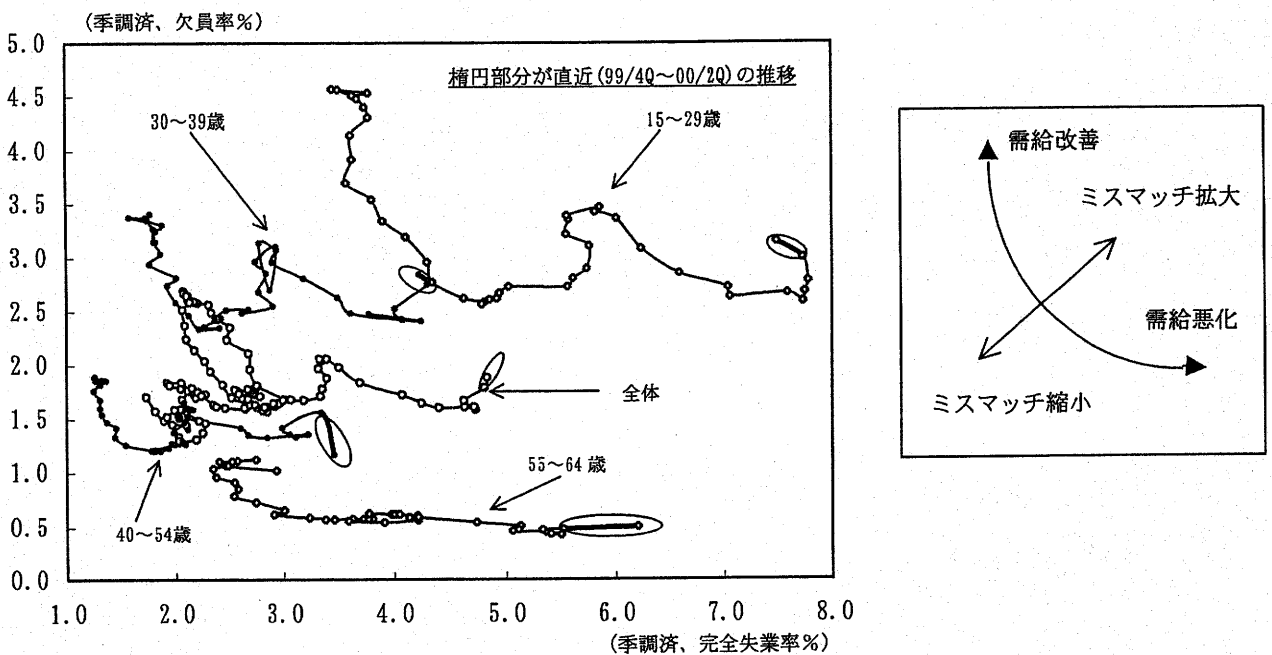 (季調済、欠員率%)
5.0
4.5
4.0
3.5
3.0
2.5
2.0
1.5
1.0
0.5
0.0
楕円部分が直近(99/4Q～00/2Q)の推移
30～39歳
15～29歳
全体
55～64歳
40～54歳
1.0 2.0 3.0 4.0 5.0 6.0 7.0 8.0
(季調済、完全失業率%)
需給改善
ミスマッチ拡大
需給悪化
ミスマッチ縮小